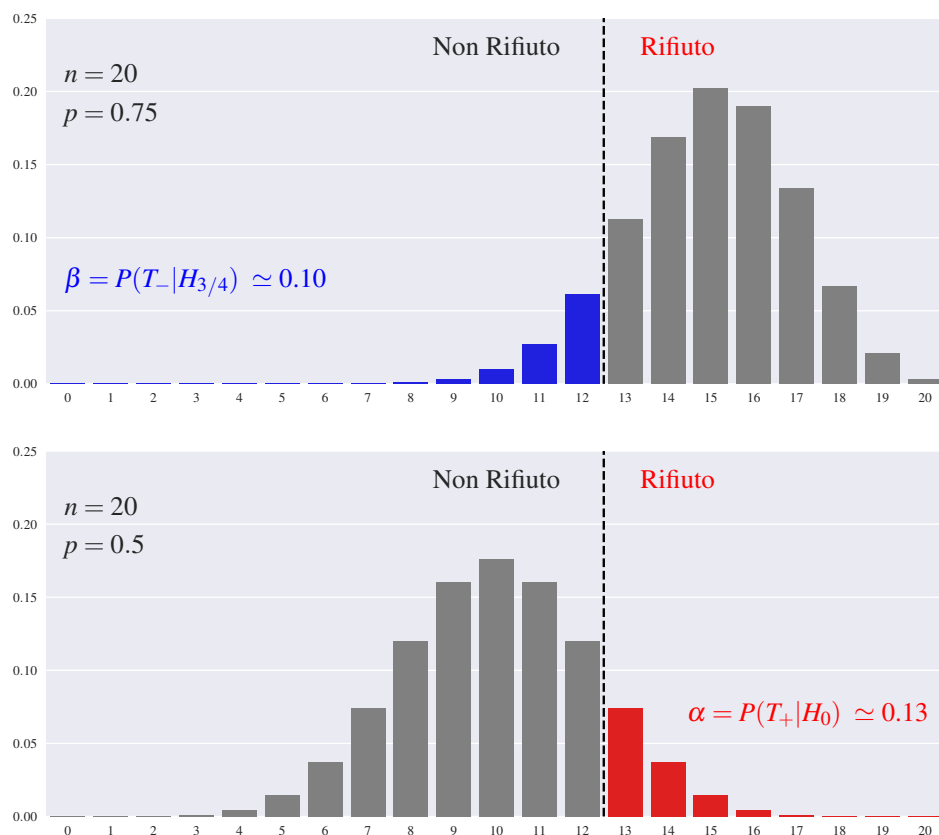 0.25
Non Rifiuto Rifiuto
n = 20
0.20
p = 0.75
0.15
0.10
β = P(T₋|H₃/₄) ≃ 0.10
0.05
0.00
0 1 2 3 4 5 6 7 8 9 10 11 12 13 14 15 16 17 18 19 20
0.25
Non Rifiuto Rifiuto
n = 20
0.20
p = 0.5
0.15
0.10
α = P(T₊|H₀) ≃ 0.13
0.05
0.00
0 1 2 3 4 5 6 7 8 9 10 11 12 13 14 15 16 17 18 19 20